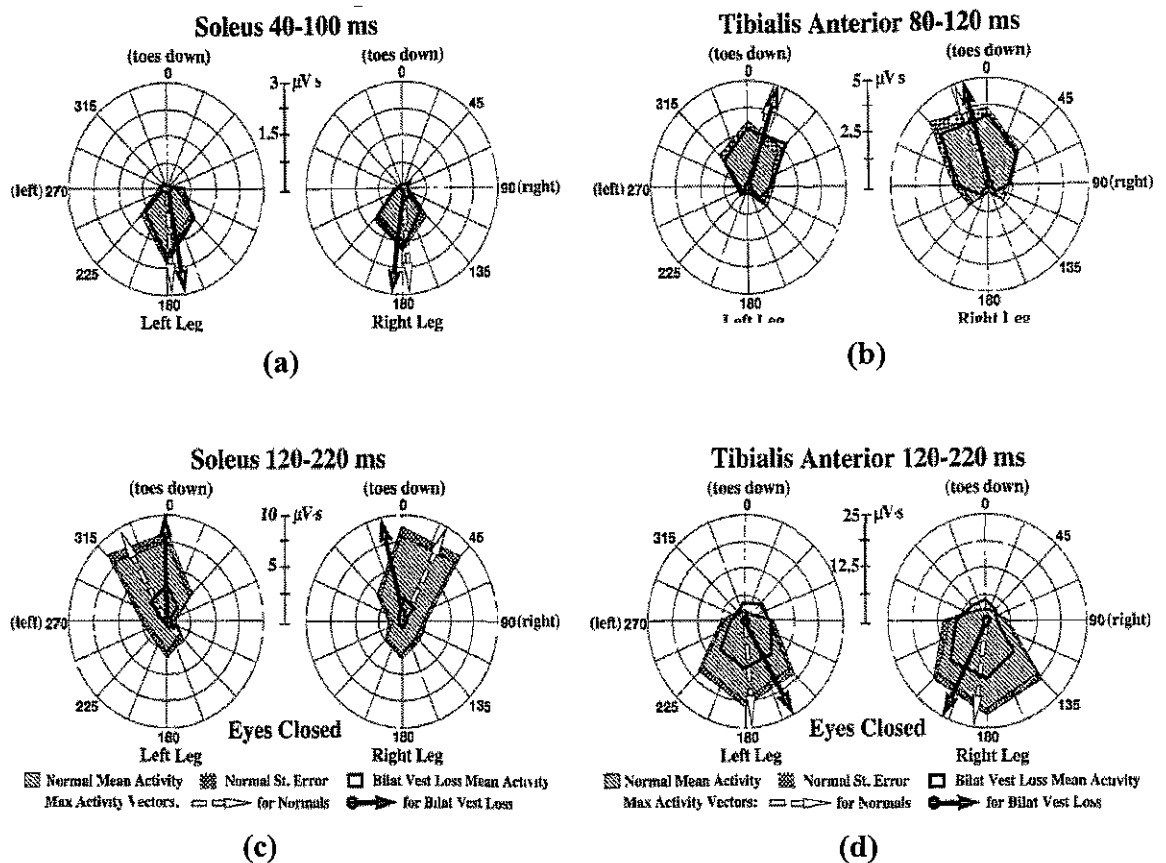 Soleus 40-100 ms
(toes down)
0
3
μV s
1.5
(toes down)
0
315
45
(left) 270
90 (right)
225
135
180
180
Left Leg
Right Leg
(a)
Tibialis Anterior 80-120 ms
(toes down)
0
5
μV s
2.5
(toes down)
0
315
45
(left) 270
90 (right)
225
135
180
180
Left Leg
Right Leg
(b)
Soleus 120-220 ms
(toes down)
0
10
μV·s
5
(toes down)
0
315
45
(left) 270
90 (right)
225
135
180
180
Eyes Closed
Left Leg
Right Leg
Normal Mean Activity
Normal St. Error
Bilat Vest Loss Mean Activity
Max Activity Vectors.
for Normals
for Bilat Vest Loss
(c)
Tibialis Anterior 120-220 ms
(toes down)
0
25
μV·s
12.5
(toes down)
0
315
45
(left) 270
90 (right)
225
135
180
180
Eyes Closed
Left Leg
Right Leg
Normal Mean Activity
Normal St. Error
Bilat Vest Loss Mean Activity
Max Activity Vectors:
for Normals
for Bilat Vest Loss
(d)